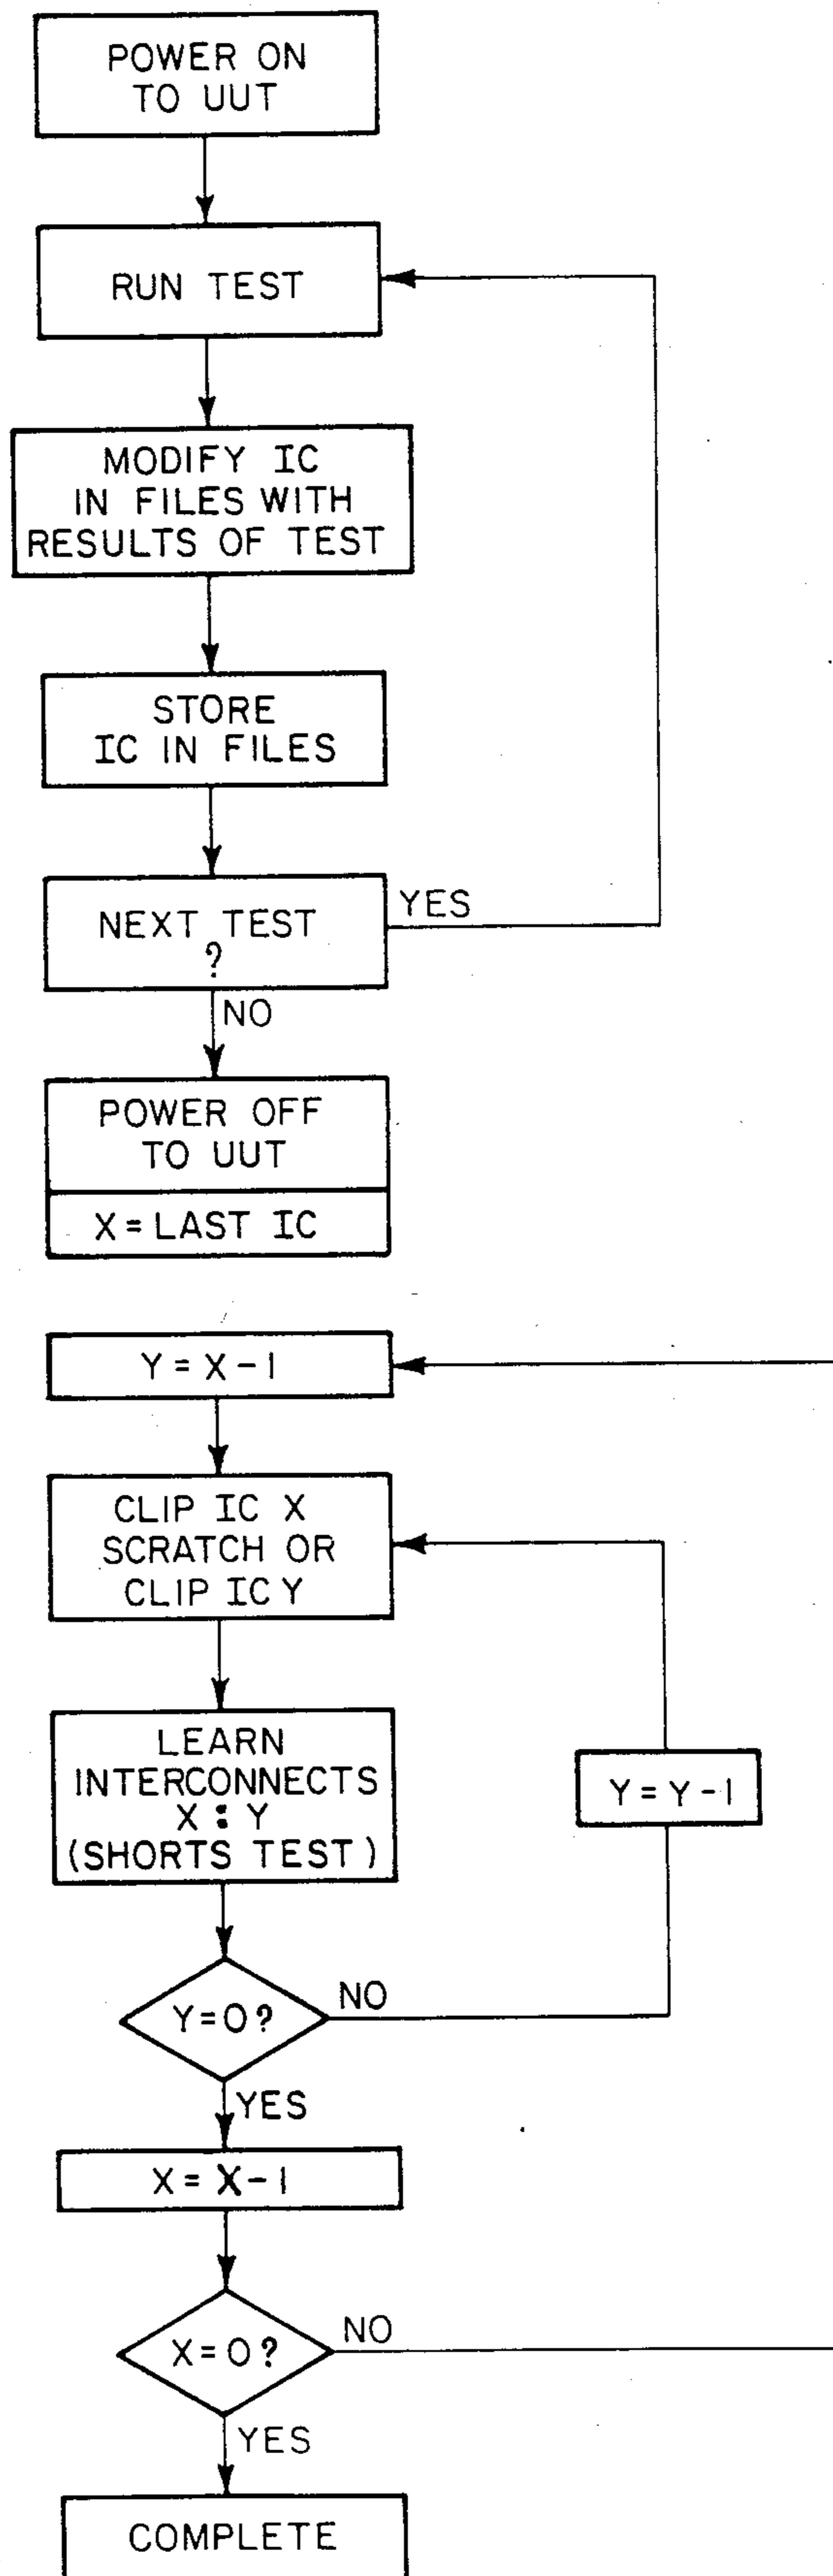 POWER ON
TO UUT
RUN TEST
MODIFY IC
IN FILES WITH
RESULTS OF TEST
STORE
IC IN FILES
NEXT TEST
?
YES
NO
POWER OFF
TO UUT
X = LAST IC
Y = X - 1
CLIP IC X
SCRATCH OR
CLIP IC Y
LEARN
INTERCONNECTS
X : Y
(SHORTS TEST)
Y = Y - 1
Y = 0 ?
NO
YES
X = X - 1
X = 0 ?
NO
YES
COMPLETE